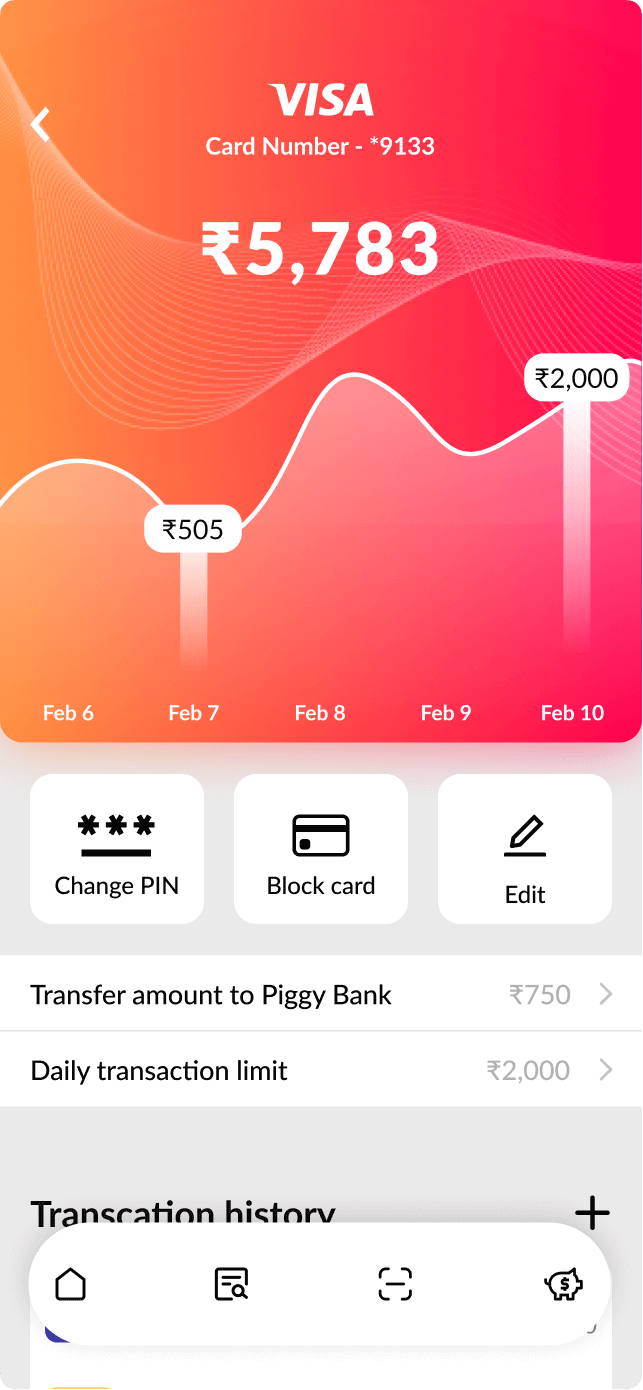 VISA
Card Number - *9133
₹5,783
₹2,000
₹505
Feb 6 Feb 7 Feb 8 Feb 9 Feb 10
*** 
Change PIN Block card Edit
Transfer amount to Piggy Bank ₹750
Daily transaction limit ₹2,000
Transcation history